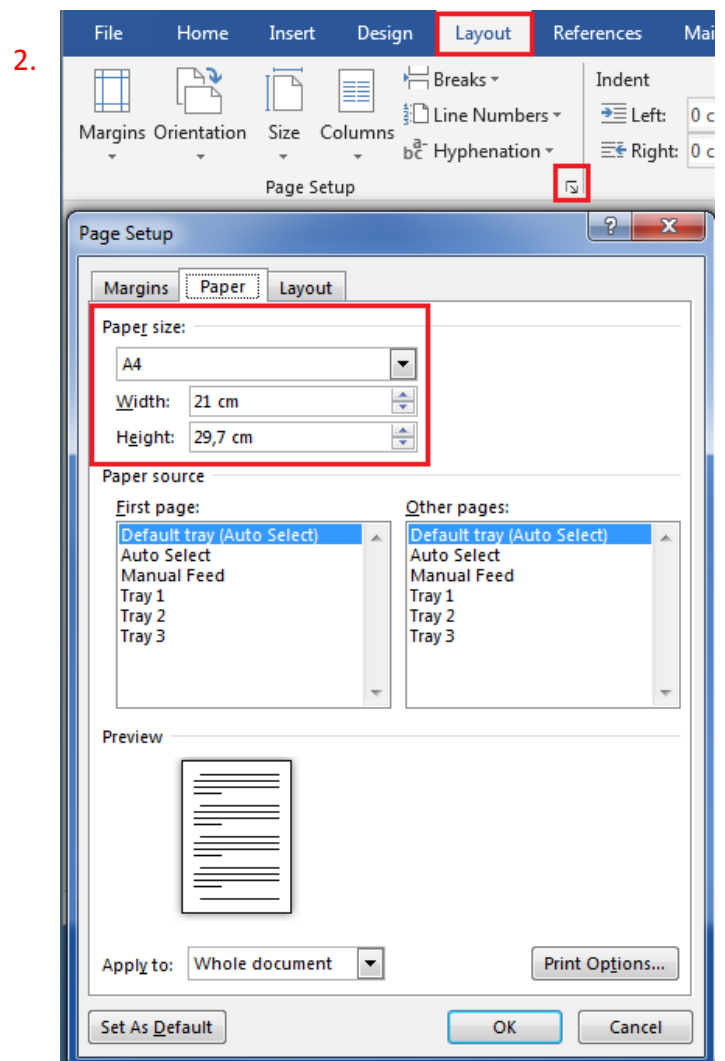 2.
File Home Insert Design Layout References Mai
Breaks Indent
Line Numbers Left: 0 c
Margins Orientation Size Columns
Hyphenation Right: 0 c
Page Setup
Page Setup
Margins Paper Layout
Paper size:
A4
Width: 21 cm
Height: 29,7 cm
Paper source
First page: Other pages:
Default tray (Auto Select) Default tray (Auto Select)
Auto Select Auto Select
Manual Feed Manual Feed
Tray 1 Tray 1
Tray 2 Tray 2
Tray 3 Tray 3
Preview
Apply to: Whole document Print Options...
Set As Default OK Cancel